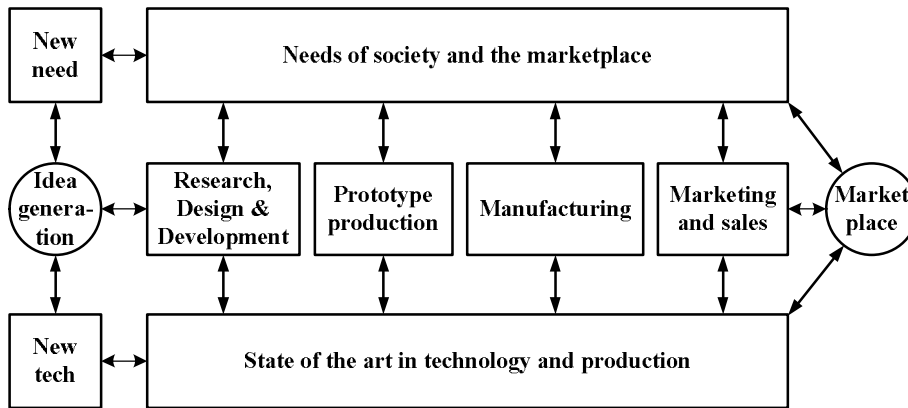 New
need
Needs of society and the marketplace
Idea
genera-
tion
Research,
Design &
Development
Prototype
production
Manufacturing
Marketing
and sales
Market
place
New
tech
State of the art in technology and production